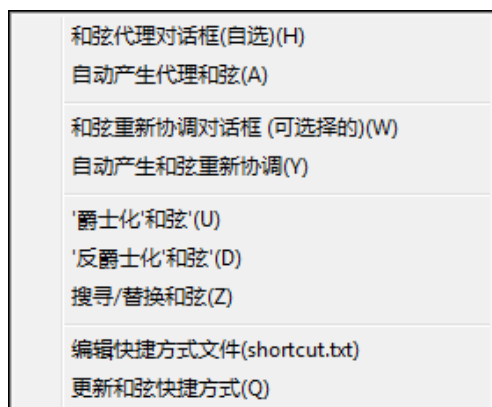 和弦代理对话框(自选)(H)
自动产生代理和弦(A)
和弦重新协调对话框 (可选择的)(W)
自动产生和弦重新协调(Y)
'爵士化'和弦'(U)
'反爵士化'和弦'(D)
搜寻/替换和弦(Z)
编辑快捷方式文件(shortcut.txt)
更新和弦快捷方式(Q)